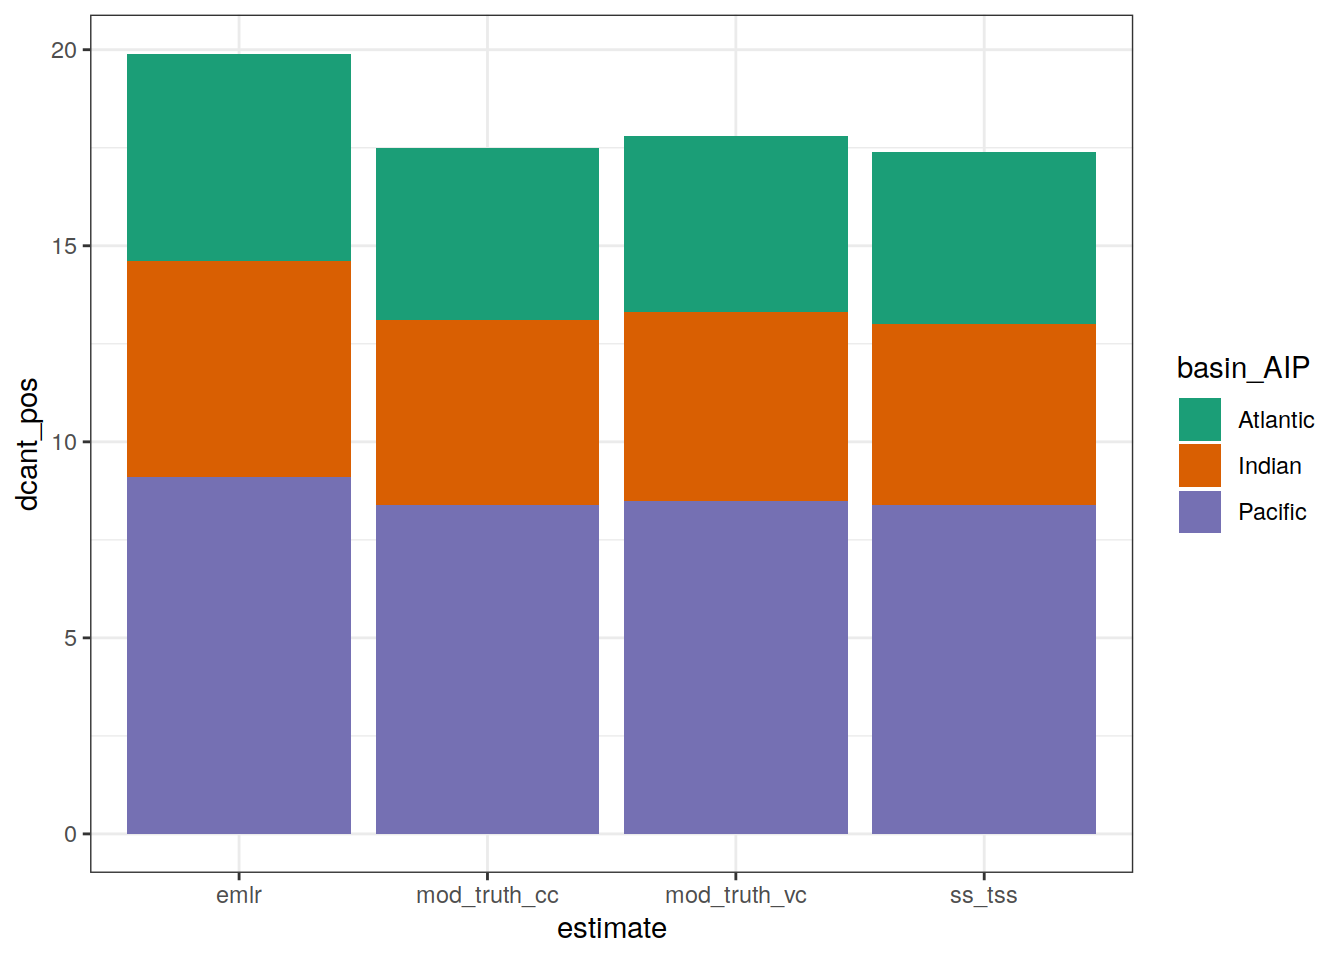 20
15
10
5
0
dcant_pos
emlr
mod_truth_cc
mod_truth_vc
ss_tss
estimate
basin_AIP
Atlantic
Indian
Pacific